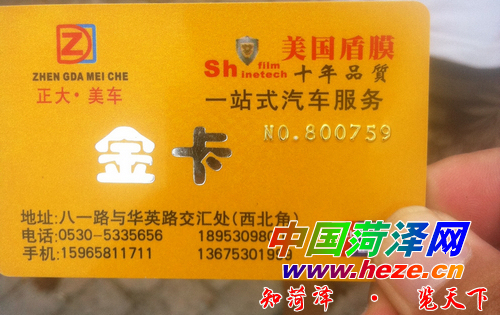 ZHEN GDA MEI CHE
正大·美车
Shinetech film
美国盾膜
十年品質
一站式汽车服务
NO.800759
金卡
地址:八一路与华英路交汇处(西北角)
电话:0530-5335656
手机:15965811711
中国菏泽网
www.heze.cn
知菏泽 · 览天下